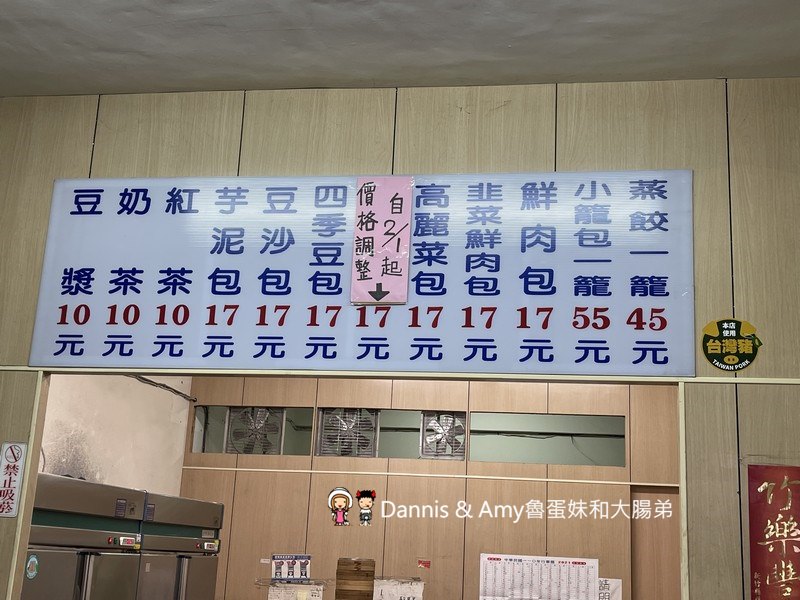 蒸餃一籠 45元
小籠包一籠 55元
鮮肉包 17元
韭菜鮮肉包 17元
高麗菜包 17元
自2/1起
價格調整
17元
四季豆包 17元
豆沙包 17元
芋泥包 17元
紅茶 10元
奶茶 10元
豆漿 10元
本店
使用
台灣豬
TAIWAN PORK
禁止吸菸
竹樂豐
Dannis & Amy魯蛋妹和大腸弟
2021